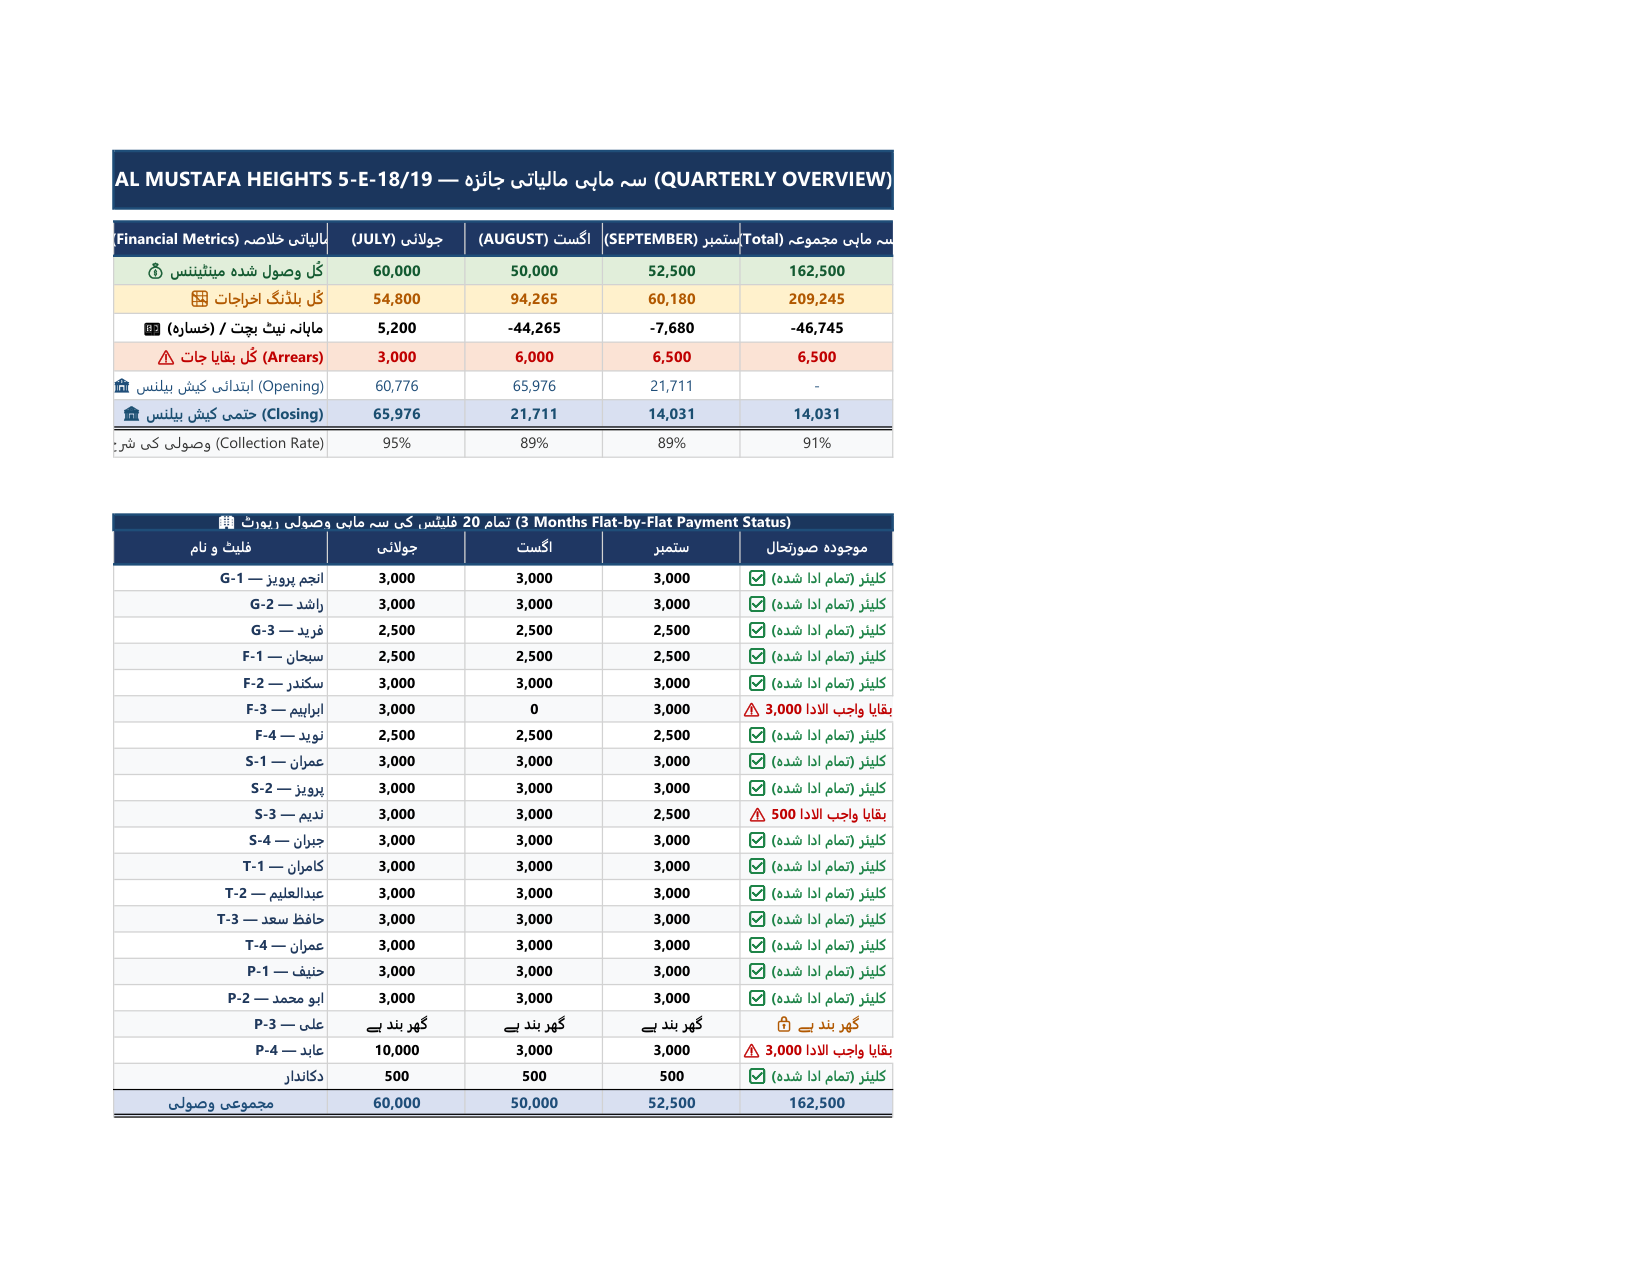 AL MUSTAFA HEIGHTS 5-E-18/19 — سہ ماہی مالیاتی جائزہ (QUARTERLY OVERVIEW)
مالیاتی خلاصہ (Financial Metrics) جولائی (JULY) اگست (AUGUST) ستمبر (SEPTEMBER) سہ ماہی مجموعہ (Total)
کُل وصول شدہ مینٹیننس 60,000 50,000 52,500 162,500
کُل بلڈنگ اخراجات 54,800 94,265 60,180 209,245
ماہانہ نیٹ بچت / (خسارہ) 5,200 -44,265 -7,680 -46,745
کُل بقایا جات (Arrears) 3,000 6,000 6,500 6,500
ابتدائی کیش بیلنس (Opening) 60,776 65,976 21,711 -
حتمی کیش بیلنس (Closing) 65,976 21,711 14,031 14,031
وصولی کی شرح (Collection Rate) 95% 89% 89% 91%
تمام 20 فلیٹس کی سہ ماہی وصولی رپورٹ (3 Months Flat-by-Flat Payment Status)
فلیٹ و نام جولائی اگست ستمبر موجودہ صورتحال
G-1 — انجم پرویز 3,000 3,000 3,000 کلیئر (تمام ادا شدہ)
G-2 — راشد 3,000 3,000 3,000 کلیئر (تمام ادا شدہ)
G-3 — فرید 2,500 2,500 2,500 کلیئر (تمام ادا شدہ)
F-1 — سبحان 2,500 2,500 2,500 کلیئر (تمام ادا شدہ)
F-2 — سکندر 3,000 3,000 3,000 کلیئر (تمام ادا شدہ)
F-3 — ابراہیم 3,000 0 3,000 بقایا واجب الادا 3,000
F-4 — نوید 2,500 2,500 2,500 کلیئر (تمام ادا شدہ)
S-1 — عمران 3,000 3,000 3,000 کلیئر (تمام ادا شدہ)
S-2 — پرویز 3,000 3,000 3,000 کلیئر (تمام ادا شدہ)
S-3 — ندیم 3,000 3,000 2,500 بقایا واجب الادا 500
S-4 — جبران 3,000 3,000 3,000 کلیئر (تمام ادا شدہ)
T-1 — کامران 3,000 3,000 3,000 کلیئر (تمام ادا شدہ)
T-2 — عبدالعلیم 3,000 3,000 3,000 کلیئر (تمام ادا شدہ)
T-3 — حافظ سعد 3,000 3,000 3,000 کلیئر (تمام ادا شدہ)
T-4 — عمران 3,000 3,000 3,000 کلیئر (تمام ادا شدہ)
P-1 — حنیف 3,000 3,000 3,000 کلیئر (تمام ادا شدہ)
P-2 — ابو محمد 3,000 3,000 3,000 کلیئر (تمام ادا شدہ)
P-3 — علی گھر بند ہے گھر بند ہے گھر بند ہے گھر بند ہے
P-4 — عابد 10,000 3,000 3,000 بقایا واجب الادا 3,000
دکاندار 500 500 500 کلیئر (تمام ادا شدہ)
مجموعی وصولی 60,000 50,000 52,500 162,500